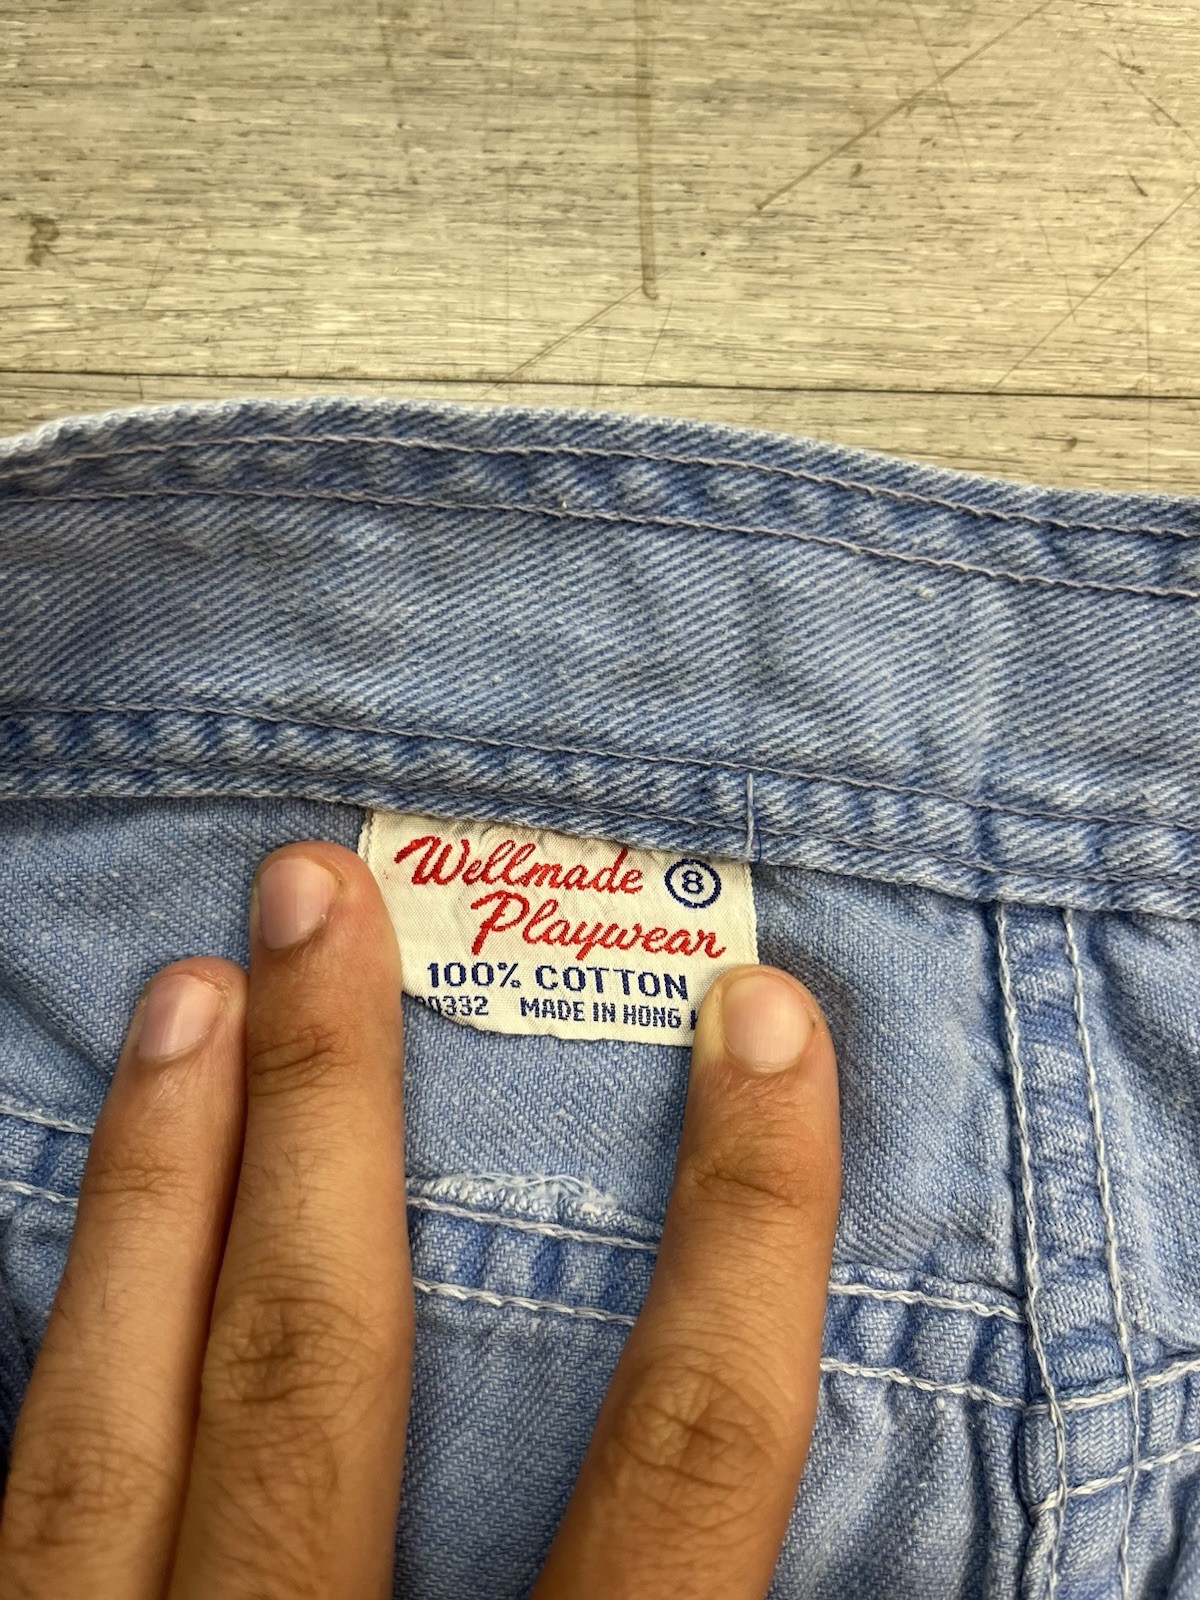 Wellmade 8
Playwear
100% COTTON
MADE IN HONG